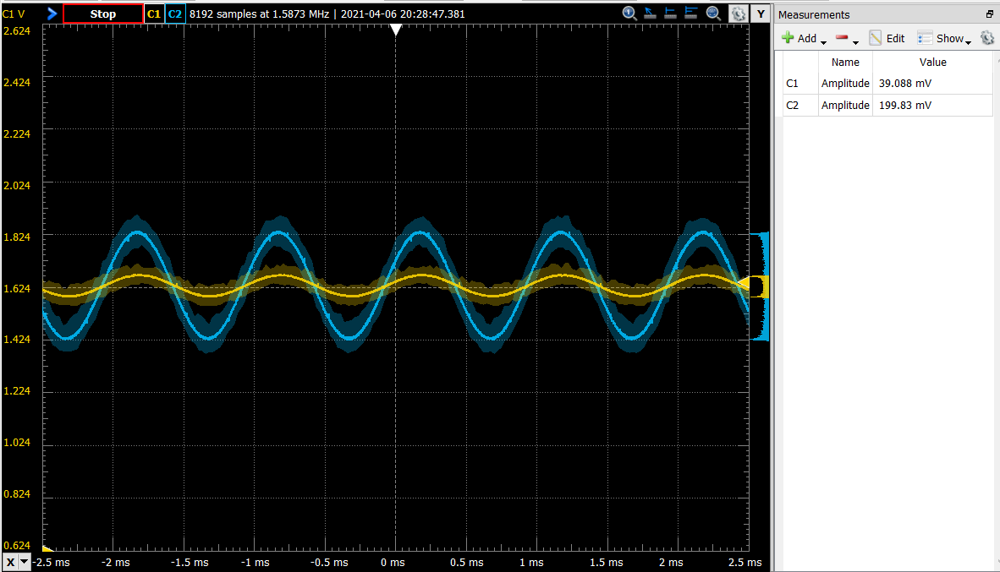 C1 V Stop C1 C2 8192 samples at 1.5873 MHz | 2021-04-06 20:28:47.381 Y
2.624
2.424
2.224
2.024
1.824
1.624
1.424
1.224
1.024
0.824
0.624
X -2.5 ms -2 ms -1.5 ms -1 ms -0.5 ms 0 ms 0.5 ms 1 ms 1.5 ms 2 ms 2.5 ms
Measurements
Add Edit Show
Name Value
C1 Amplitude 39.088 mV
C2 Amplitude 199.83 mV